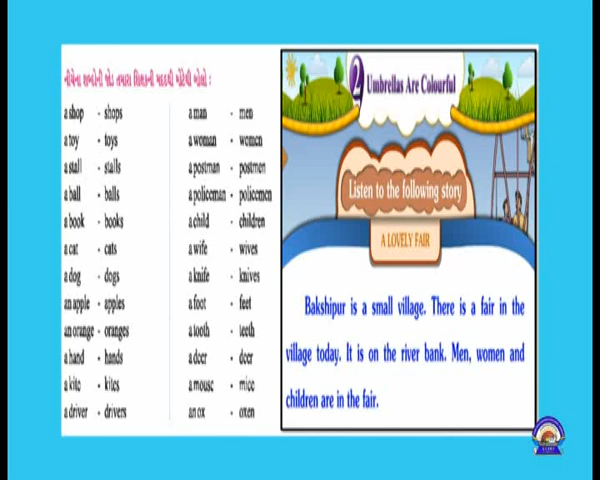 નીચેના શબ્દોની જોડ તમારા શિક્ષકની મદદથી મોટેથી બોલો :
a shop - shops
a toy - toys
a stall - stalls
a ball - balls
a book - books
a cat - cats
a dog - dogs
an apple - apples
an orange - oranges
a hand - hands
a kite - kites
a driver - drivers
a man - men
a woman - women
a postman - postmen
a policeman - policemen
a child - children
a wife - wives
a knife - knives
a foot - feet
a tooth - teeth
a deer - deer
a mouse - mice
an ox - oxen
2 Umbrellas Are Colourful
Listen to the following story
A LOVELY FAIR
Bakshipur is a small village. There is a fair in the
village today. It is on the river bank. Men, women and
children are in the fair.